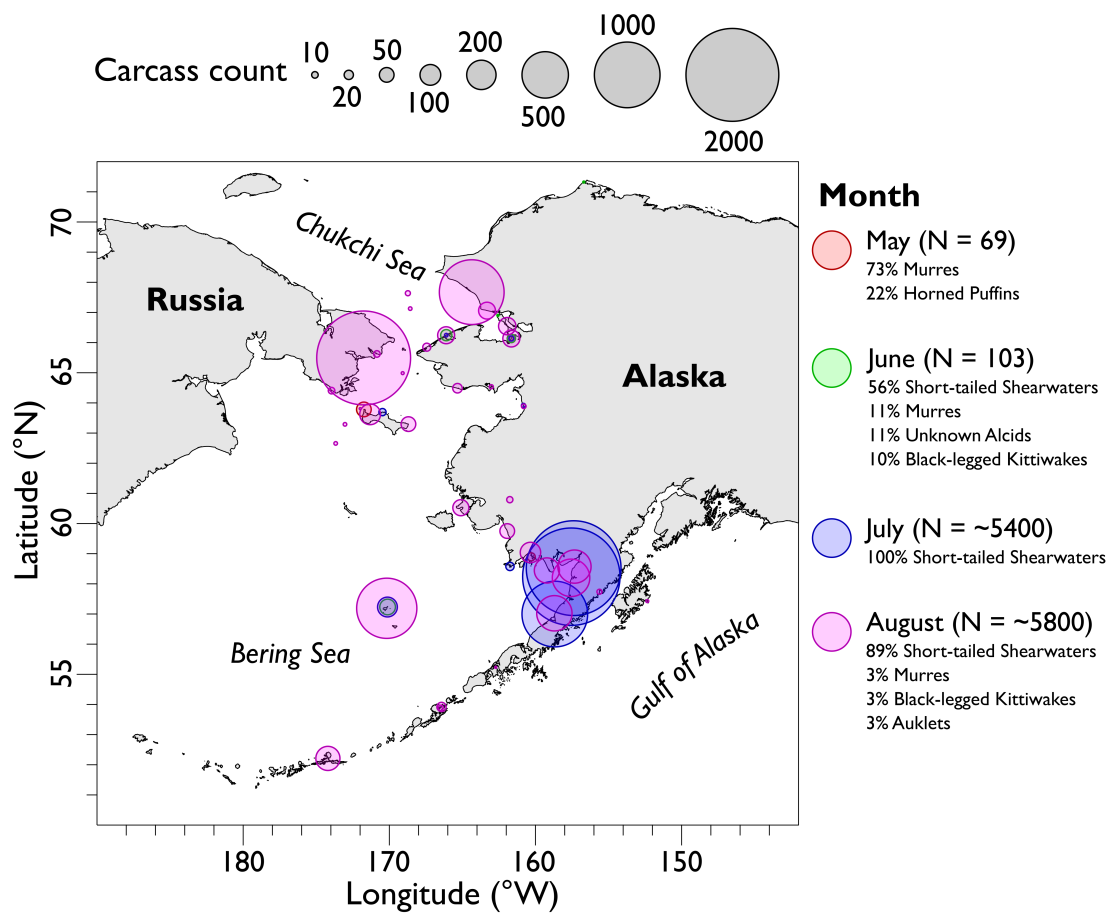 1000
200
50
10
Carcass count
20
100
500
2000
Month
May (N = 69)
73% Murres
22% Horned Puffins
June (N = 103)
56% Short-tailed Shearwaters
11% Murres
11% Unknown Alcids
10% Black-legged Kittiwakes
July (N = ~5400)
100% Short-tailed Shearwaters
August (N = ~5800)
89% Short-tailed Shearwaters
3% Murres
3% Black-legged Kittiwakes
3% Auklets
Chukchi Sea
Russia
Alaska
Bering Sea
Gulf of Alaska
Latitude (°N)
70
65
60
55
180
170
160
150
Longitude (°W)